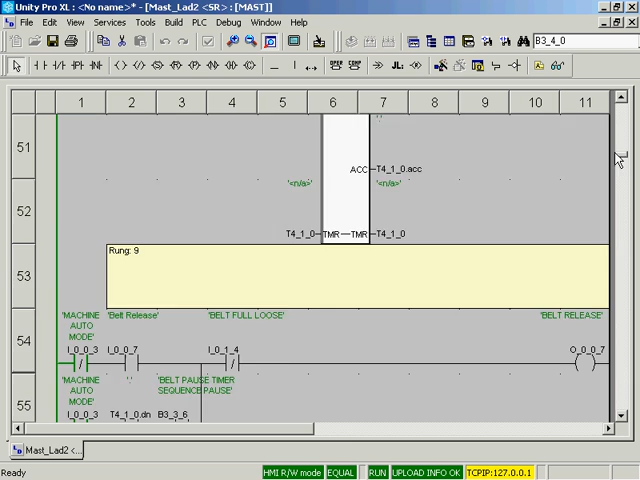 Unity Pro XL : <No name>* - [Mast_Lad2 <SR> : [MAST]]
File Edit View Services Tools Build PLC Debug Window Help
B3_4_0
1 2 3 4 5 6 7 8 9 10 11
51
ACC T4_1_0.acc
'<n/a>' '<n/a>'
52
T4_1_0 TMR TMR T4_1_0
Rung: 9
53
'MACHINE AUTO MODE' 'Belt Release' 'BELT FULL LOOSE' 'BELT RELEASE'
54
I_0_0_3 I_0_0_7 I_0_1_4 O_0_0_7
'MACHINE AUTO MODE' '.' 'BELT PAUSE TIMER SEQUENCE PAUSE'
55
I_0_0_3 T4_1_0.dn B3_3_6
Mast_Lad2 <...
Ready HMI R/W mode EQUAL RUN UPLOAD INFO OK TCPIP:127.0.0.1